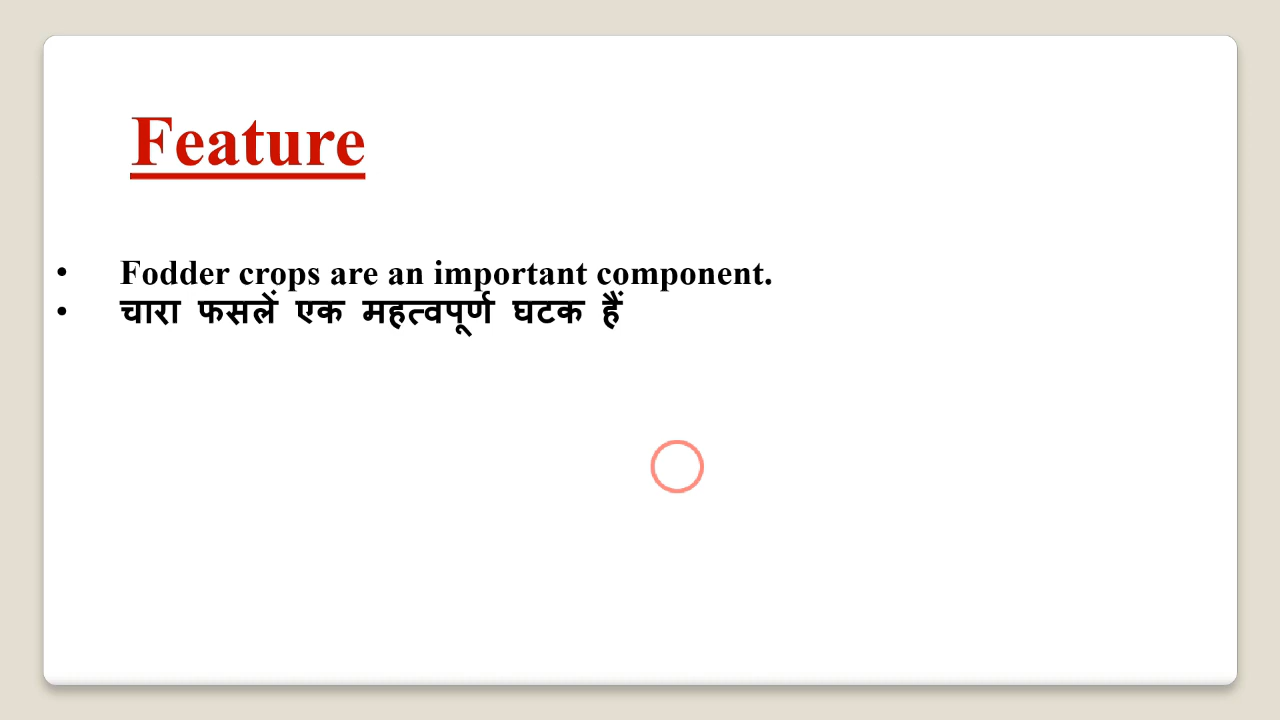 Feature
• Fodder crops are an important component.
• चारा फसलें एक महत्वपूर्ण घटक हैं